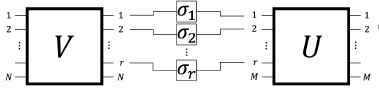 1 1 σ₁ 1 1
2 2 σ₂ 2 2
⋮ V ⋮ ⋮ ⋮ U ⋮
r σᵣ r
N N M M